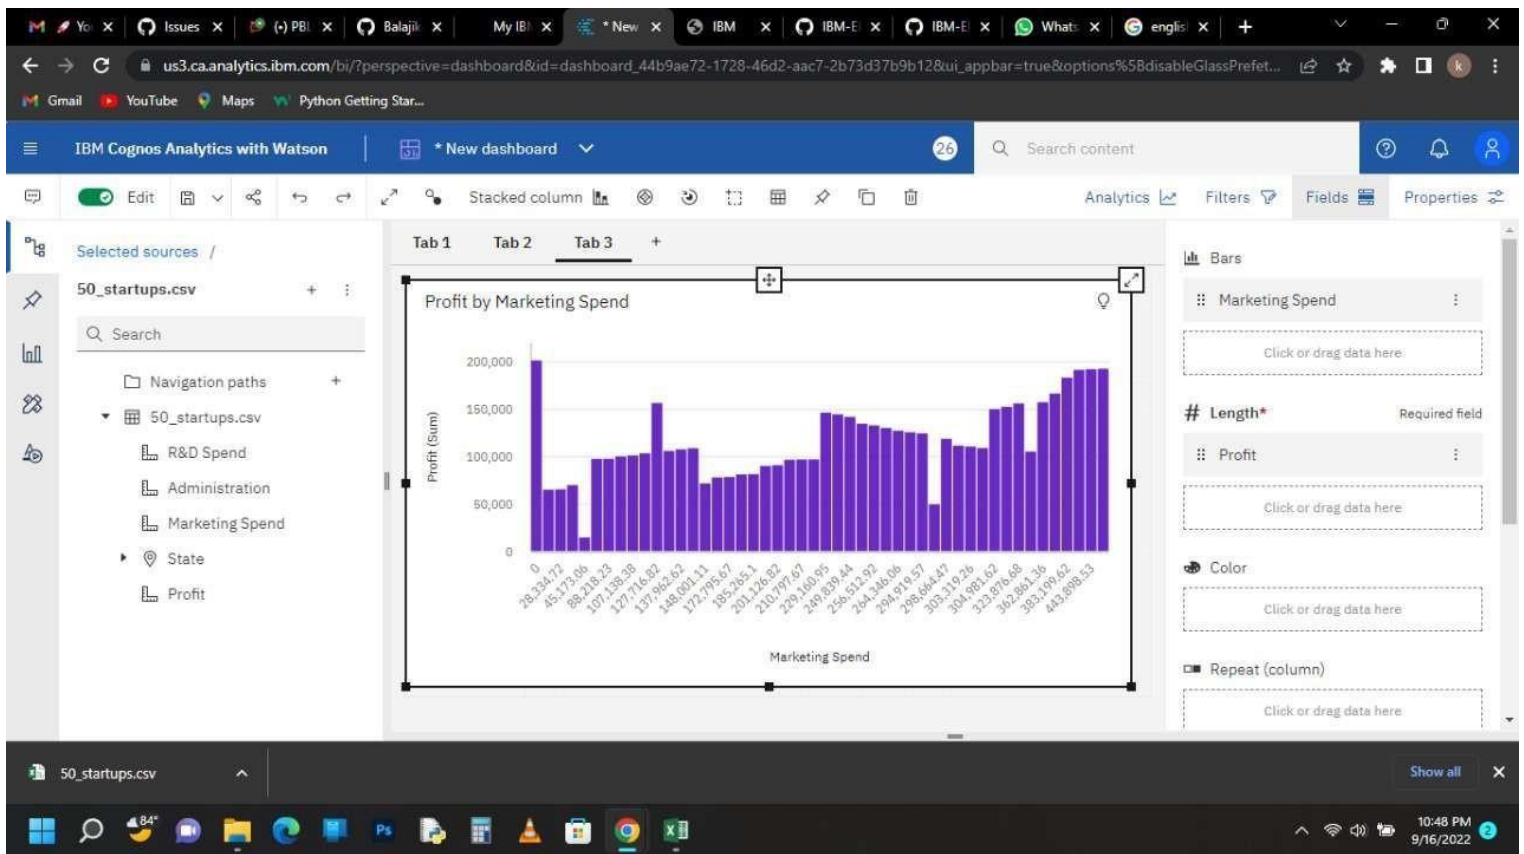 Yo Issues (•) PBL Balajik My IBM * New IBM IBM-E IBM-E Whats englis
us3.ca.analytics.ibm.com/bi/?perspective=dashboard&id=dashboard_44b9ae72-1728-46d2-aac7-2b73d37b9b12&ui_appbar=true&options%5BdisableGlassPrefet...
Gmail YouTube Maps Python Getting Star...
IBM Cognos Analytics with Watson * New dashboard 26 Search content
Edit Stacked column Analytics Filters Fields Properties
Selected sources /
50_startups.csv
Search
Navigation paths
50_startups.csv
R&D Spend
Administration
Marketing Spend
State
Profit
Tab 1 Tab 2 Tab 3 +
Profit by Marketing Spend
Profit (Sum)
200,000
150,000
100,000
50,000
0
0 28,334.72 45,173.06 88,218.23 107,138.38 127,716.82 137,962.62 148,001.11 172,795.67 185,265.1 201,126.82 210,797.67 229,160.95 249,839.44 256,512.92 264,346.06 294,919.57 298,664.47 303,319.26 304,981.62 323,876.68 362,861.36 383,199.62 443,898.53
Marketing Spend
Bars
Marketing Spend
Click or drag data here
# Length* Required field
Profit
Click or drag data here
Color
Click or drag data here
Repeat (column)
Click or drag data here
50_startups.csv Show all
84° Ps 10:48 PM
9/16/2022 2